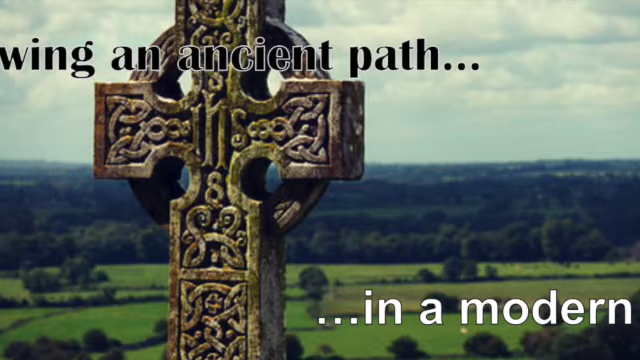 wing an ancient path...
...in a modern